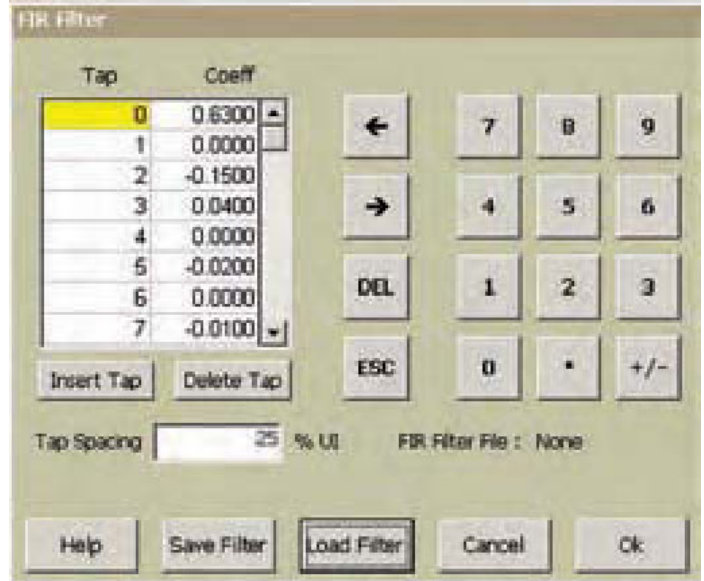 FIR Filter
Tap Coeff
0 0.6300
1 0.0000
2 -0.1500
3 0.0400
4 0.0000
5 -0.0200
6 0.0000
7 -0.0100
Insert Tap Delete Tap
← 7 8 9
→ 4 5 6
DEL 1 2 3
ESC 0 • +/-
Tap Spacing 25 % UI FIR Filter File : None
Help Save Filter Load Filter Cancel Ok